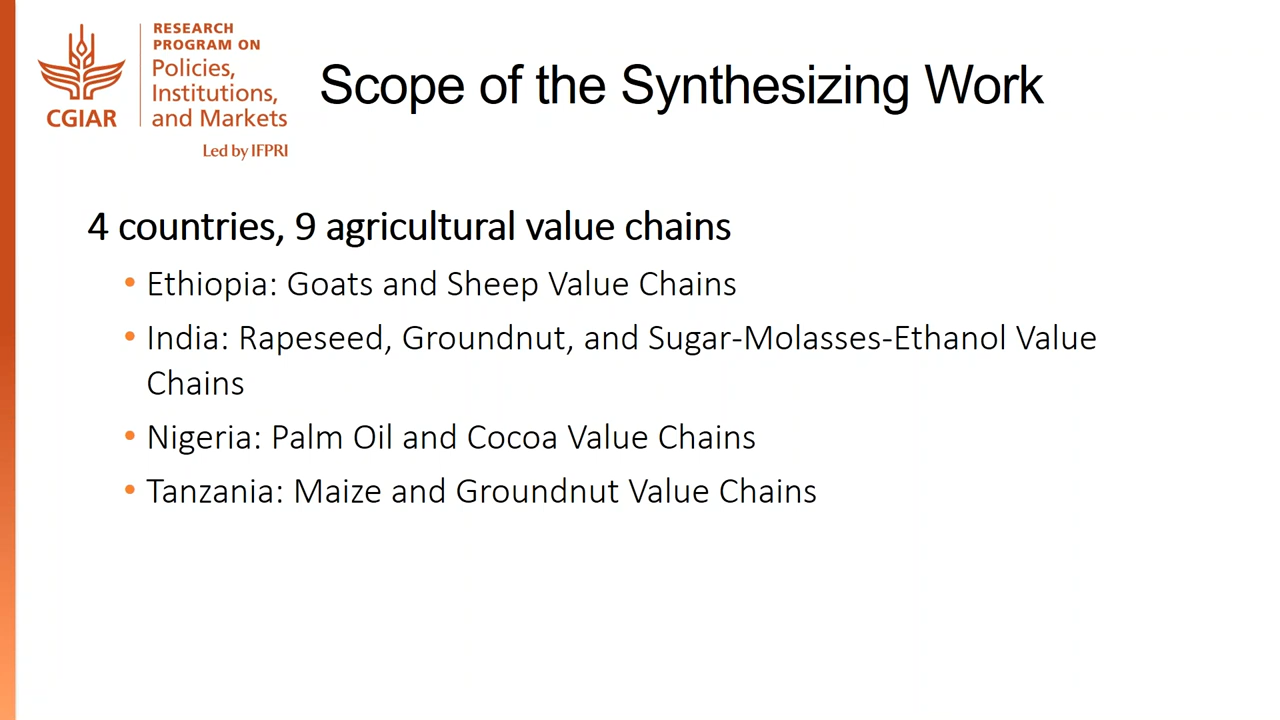 RESEARCH
PROGRAM ON
Policies,
Institutions,
and Markets
CGIAR
Led by IFPRI
Scope of the Synthesizing Work
4 countries, 9 agricultural value chains
• Ethiopia: Goats and Sheep Value Chains
• India: Rapeseed, Groundnut, and Sugar-Molasses-Ethanol Value
Chains
• Nigeria: Palm Oil and Cocoa Value Chains
• Tanzania: Maize and Groundnut Value Chains